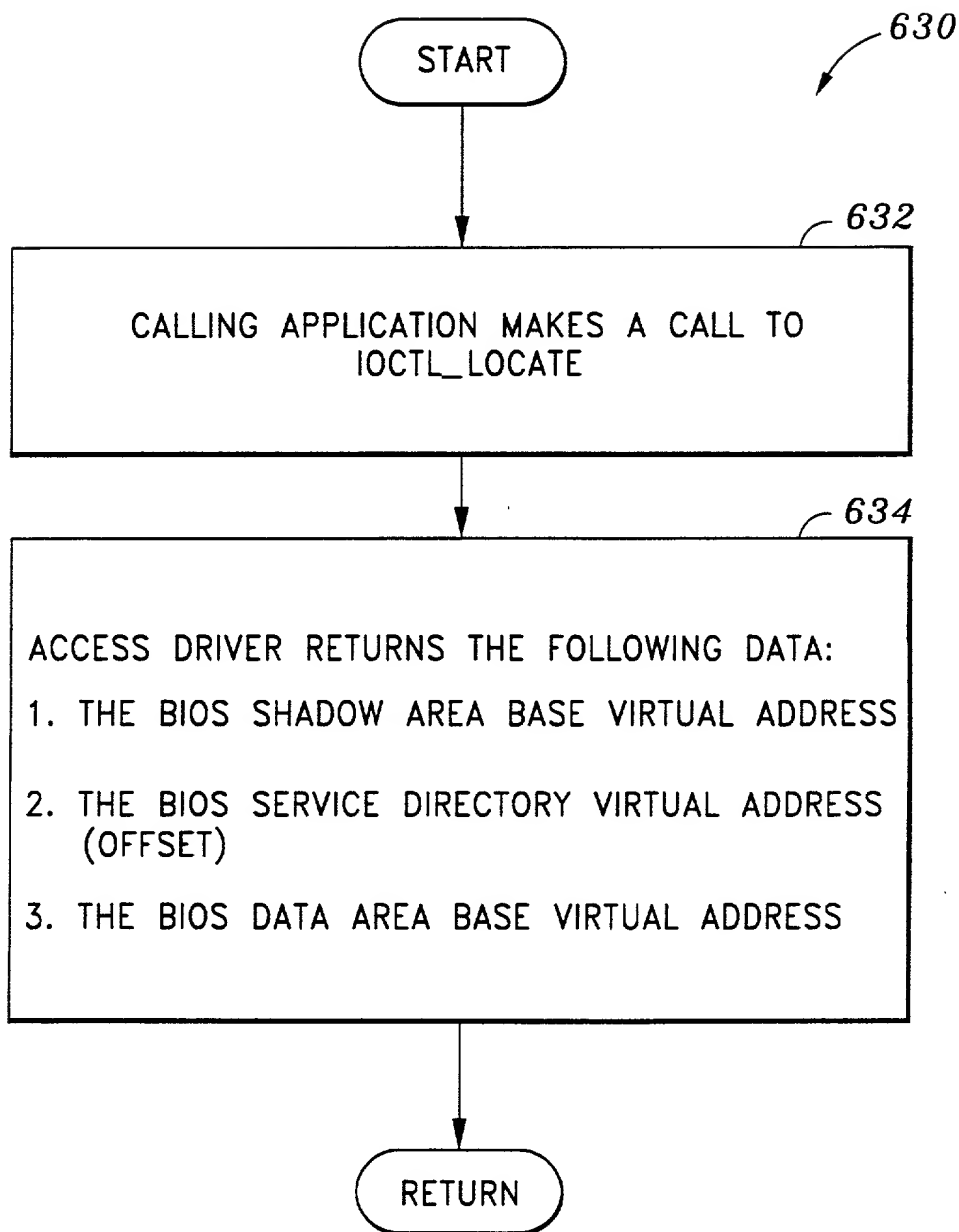 630
START
632
CALLING APPLICATION MAKES A CALL TO
IOCTL_LOCATE
634
ACCESS DRIVER RETURNS THE FOLLOWING DATA:
1. THE BIOS SHADOW AREA BASE VIRTUAL ADDRESS
2. THE BIOS SERVICE DIRECTORY VIRTUAL ADDRESS
(OFFSET)
3. THE BIOS DATA AREA BASE VIRTUAL ADDRESS
RETURN